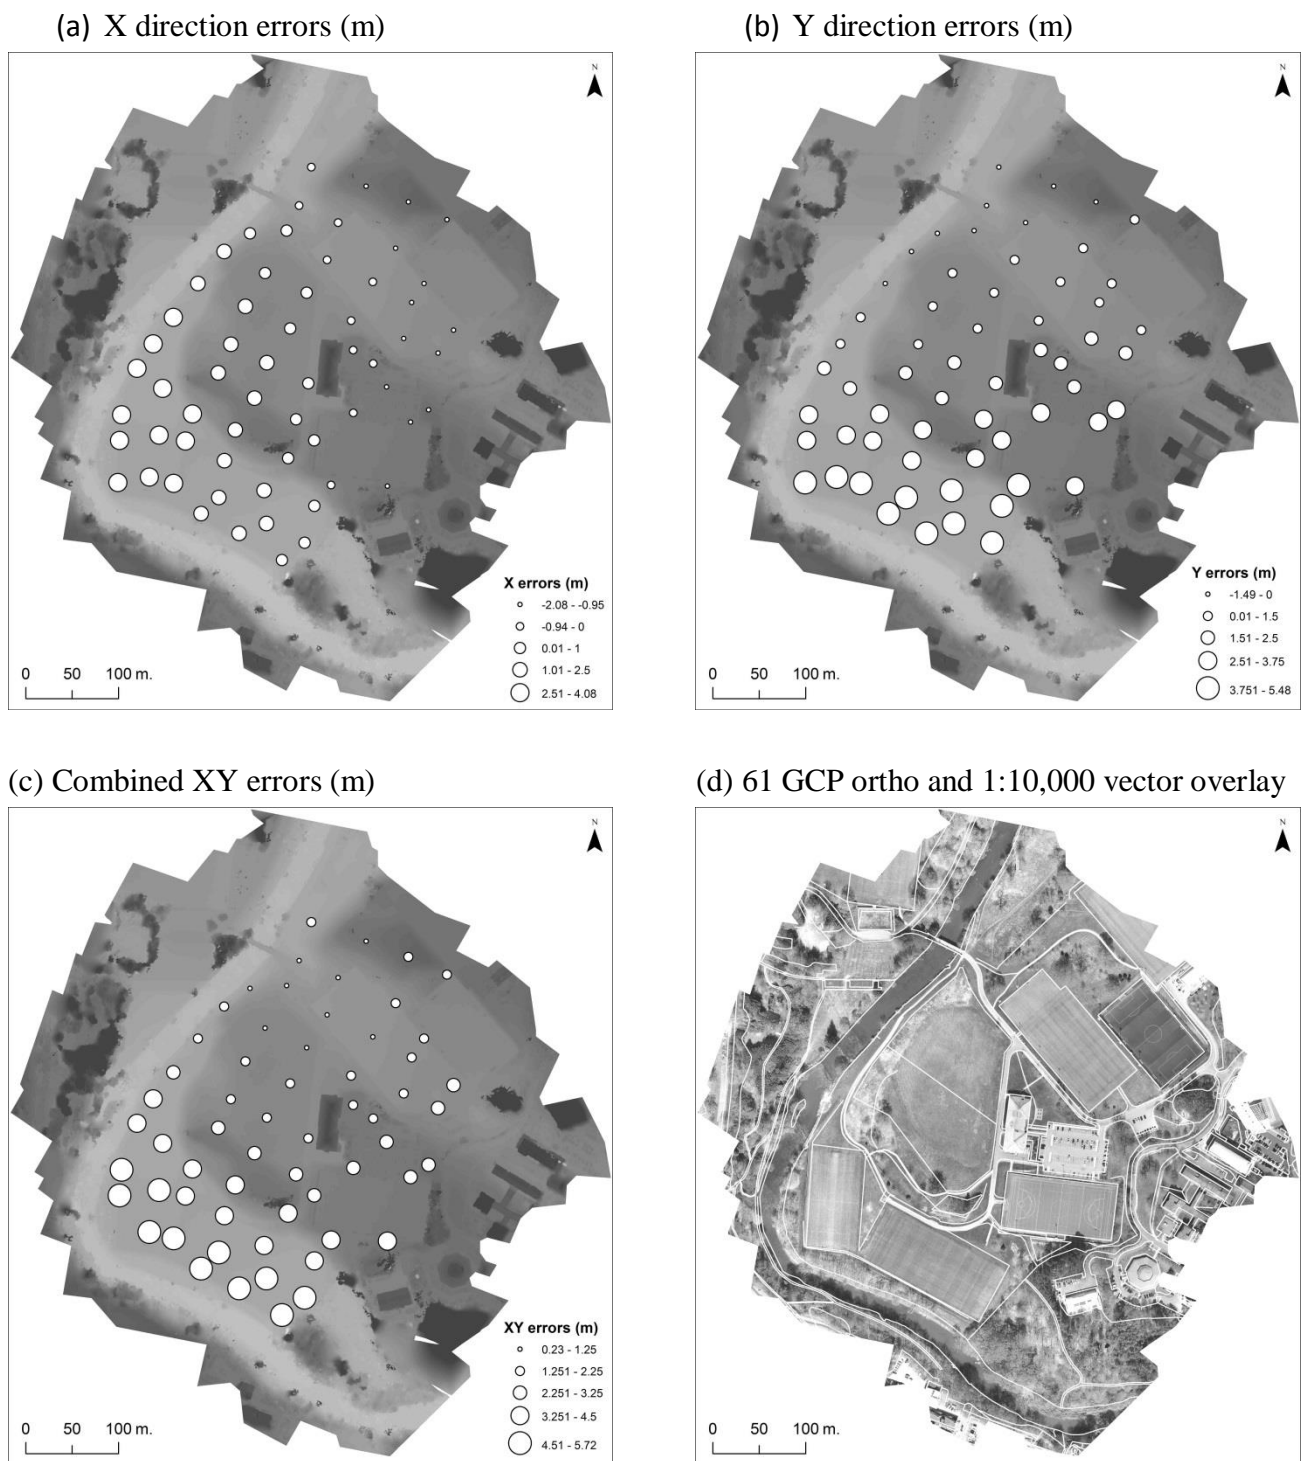 (a) X direction errors (m)
(b) Y direction errors (m)
N
X errors (m)
-2.08 - -0.95
-0.94 - 0
0.01 - 1
1.01 - 2.5
2.51 - 4.08
0 50 100 m.
N
Y errors (m)
-1.49 - 0
0.01 - 1.5
1.51 - 2.5
2.51 - 3.75
3.751 - 5.48
0 50 100 m.
(c) Combined XY errors (m)
(d) 61 GCP ortho and 1:10,000 vector overlay
N
XY errors (m)
0.23 - 1.25
1.251 - 2.25
2.251 - 3.25
3.251 - 4.5
4.51 - 5.72
0 50 100 m.
N
0 50 100 m.